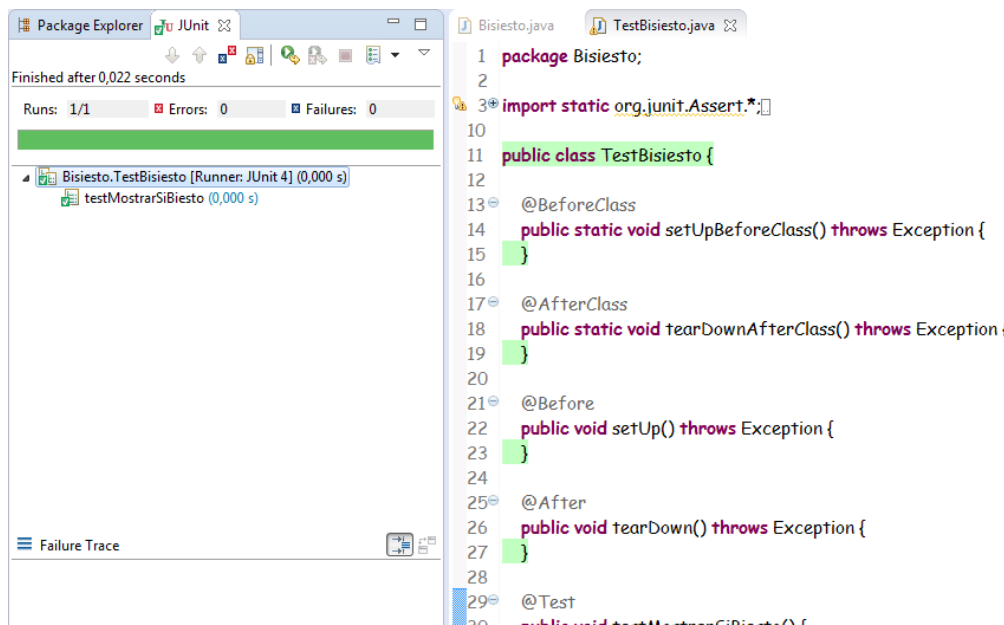 Package Explorer
JUnit
Finished after 0,022 seconds
Runs: 1/1
Errors: 0
Failures: 0
Bisiesto.TestBisiesto [Runner: JUnit 4] (0,000 s)
testMostrarSiBiesto (0,000 s)
Failure Trace
Bisiesto.java
TestBisiesto.java
1 package Bisiesto;
2
3 import static org.junit.Assert.*;
10
11 public class TestBisiesto {
12
13 @BeforeClass
14 public static void setUpBeforeClass() throws Exception {
15 }
16
17 @AfterClass
18 public static void tearDownAfterClass() throws Exception {
19 }
20
21 @Before
22 public void setUp() throws Exception {
23 }
24
25 @After
26 public void tearDown() throws Exception {
27 }
28
29 @Test
30 public void testMostrarSiBiesto() {